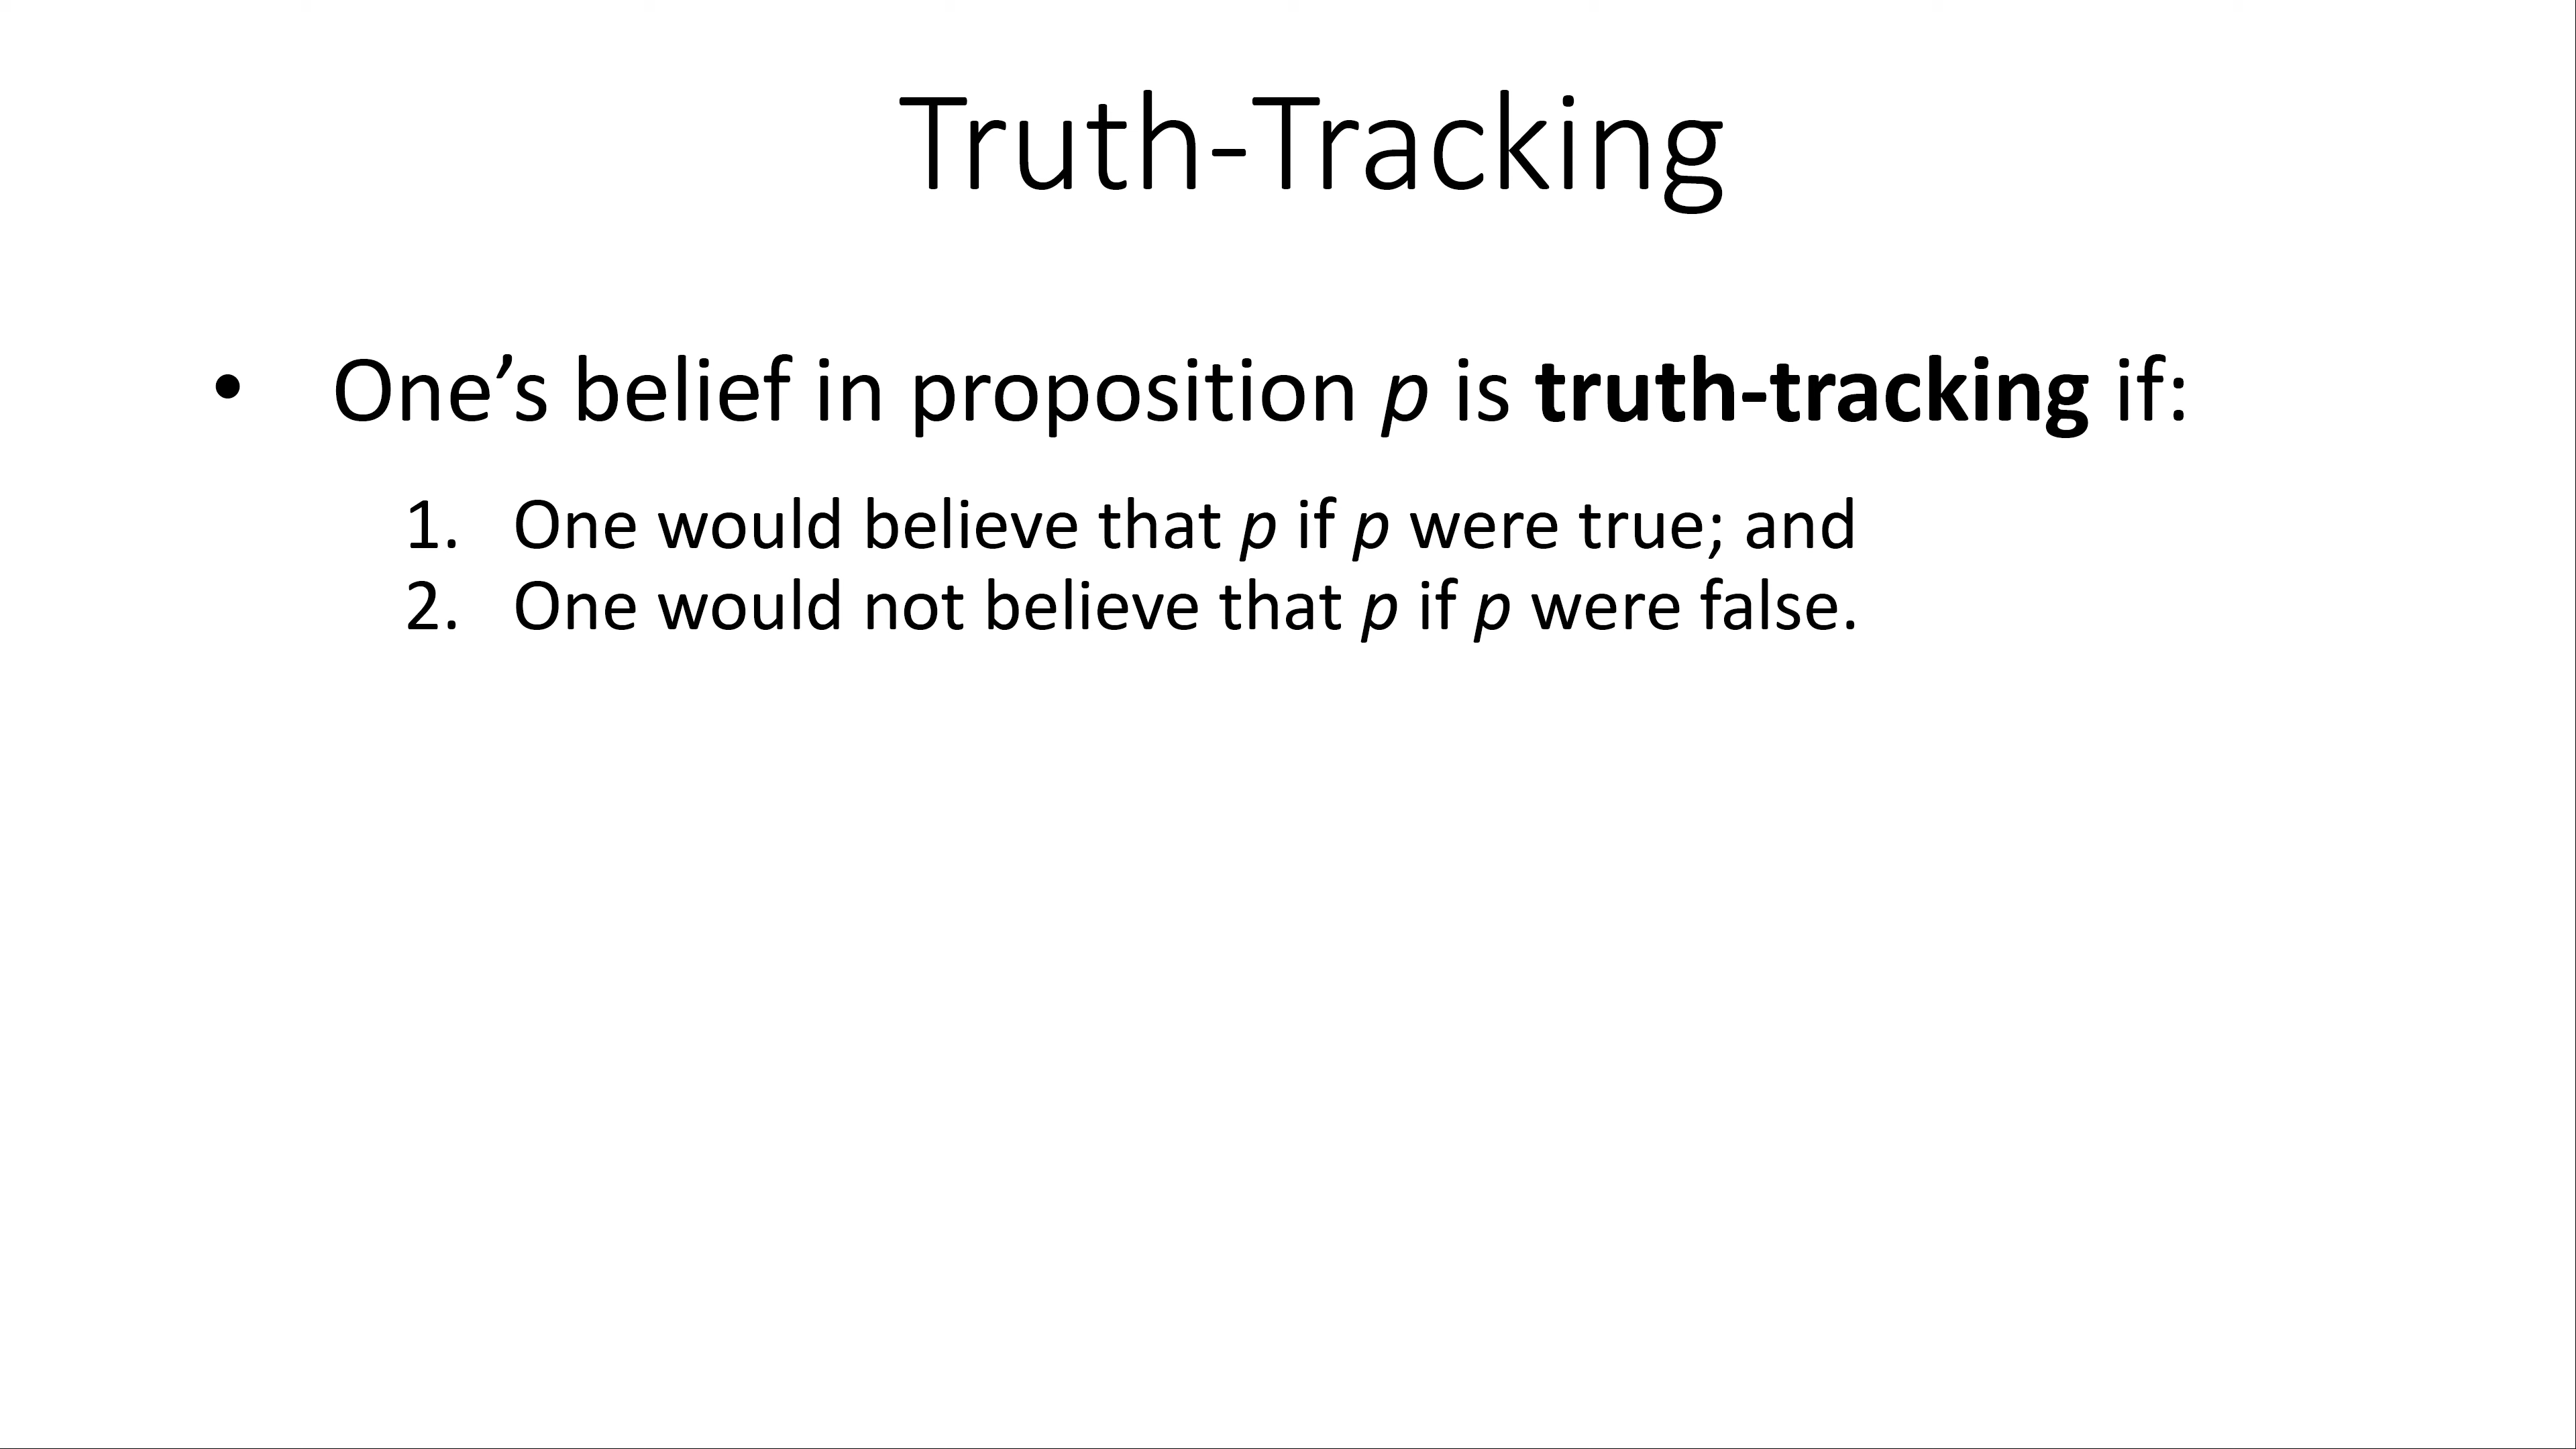 Truth-Tracking
• One’s belief in proposition p is truth-tracking if:
1. One would believe that p if p were true; and
2. One would not believe that p if p were false.